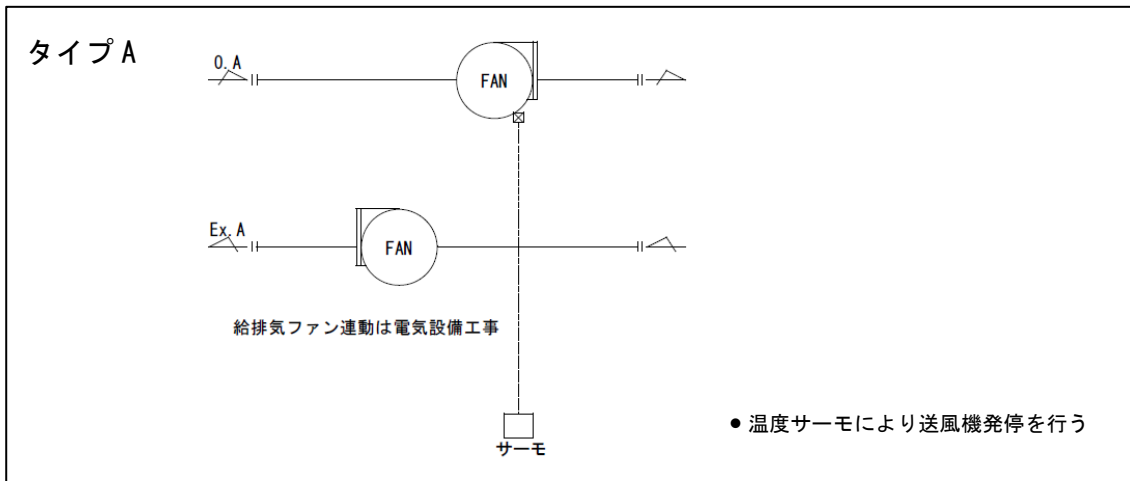 タイプA
O.A
FAN
Ex.A
FAN
給排気ファン連動は電気設備工事
サーモ
●温度サーモにより送風機発停を行う